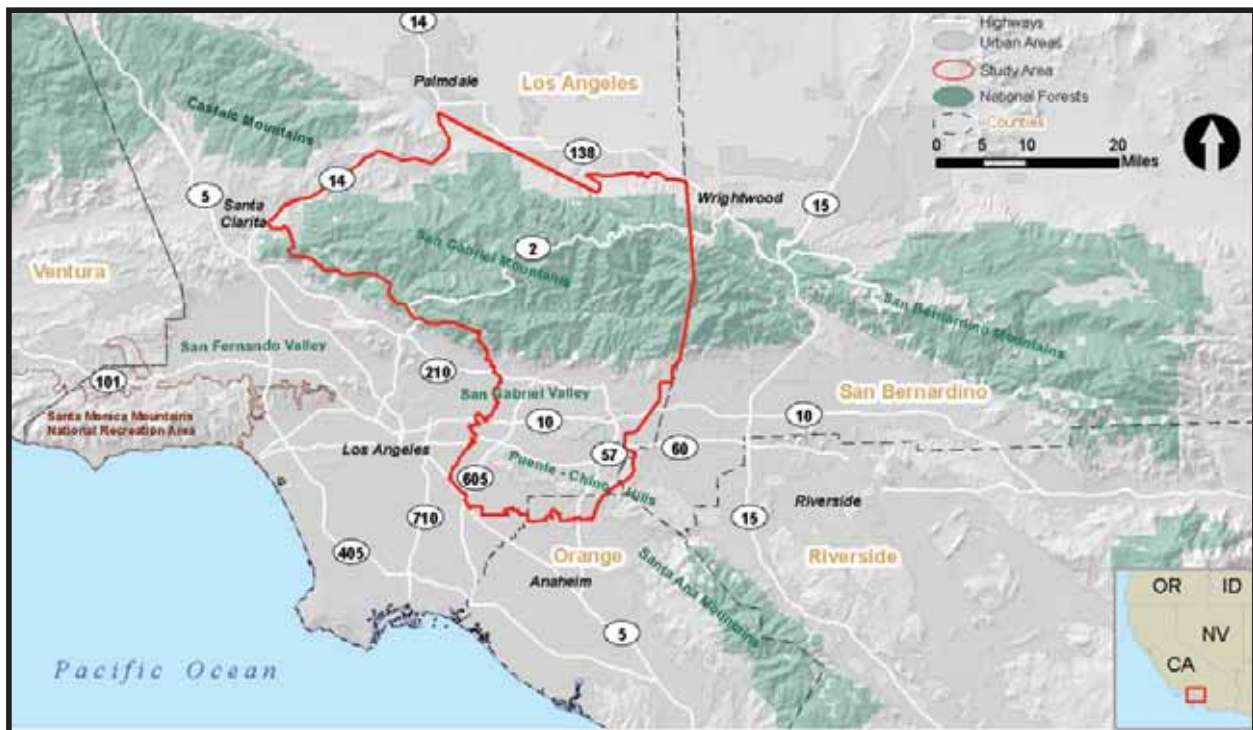 14
Highways
Urban Areas
Study Area
National Forests
Counties
0 5 10 20
Miles
Palmdale
Los Angeles
Castaic Mountains
138
14
5
Santa
Clarita
Wrightwood
15
2
San Gabriel Mountains
Ventura
San Bernardino Mountains
San Fernando Valley
210
101
San Gabriel Valley
San Bernardino
Santa Monica Mountains
National Recreation Area
10
10
Los Angeles
57
60
605
Puente - Chino Hills
Riverside
710
15
405
Orange
Riverside
Anaheim
Santa Ana Mountains
5
Pacific Ocean
OR
ID
NV
CA